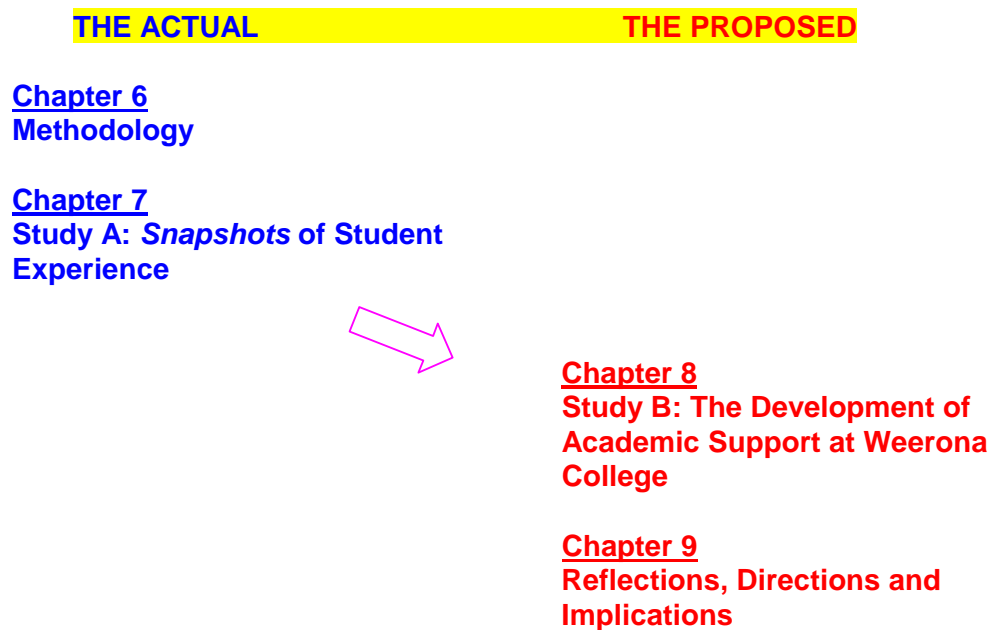 THE ACTUAL THE PROPOSED
Chapter 6
Methodology
Chapter 7
Study A: Snapshots of Student
Experience
Chapter 8
Study B: The Development of
Academic Support at Weerona
College
Chapter 9
Reflections, Directions and
Implications